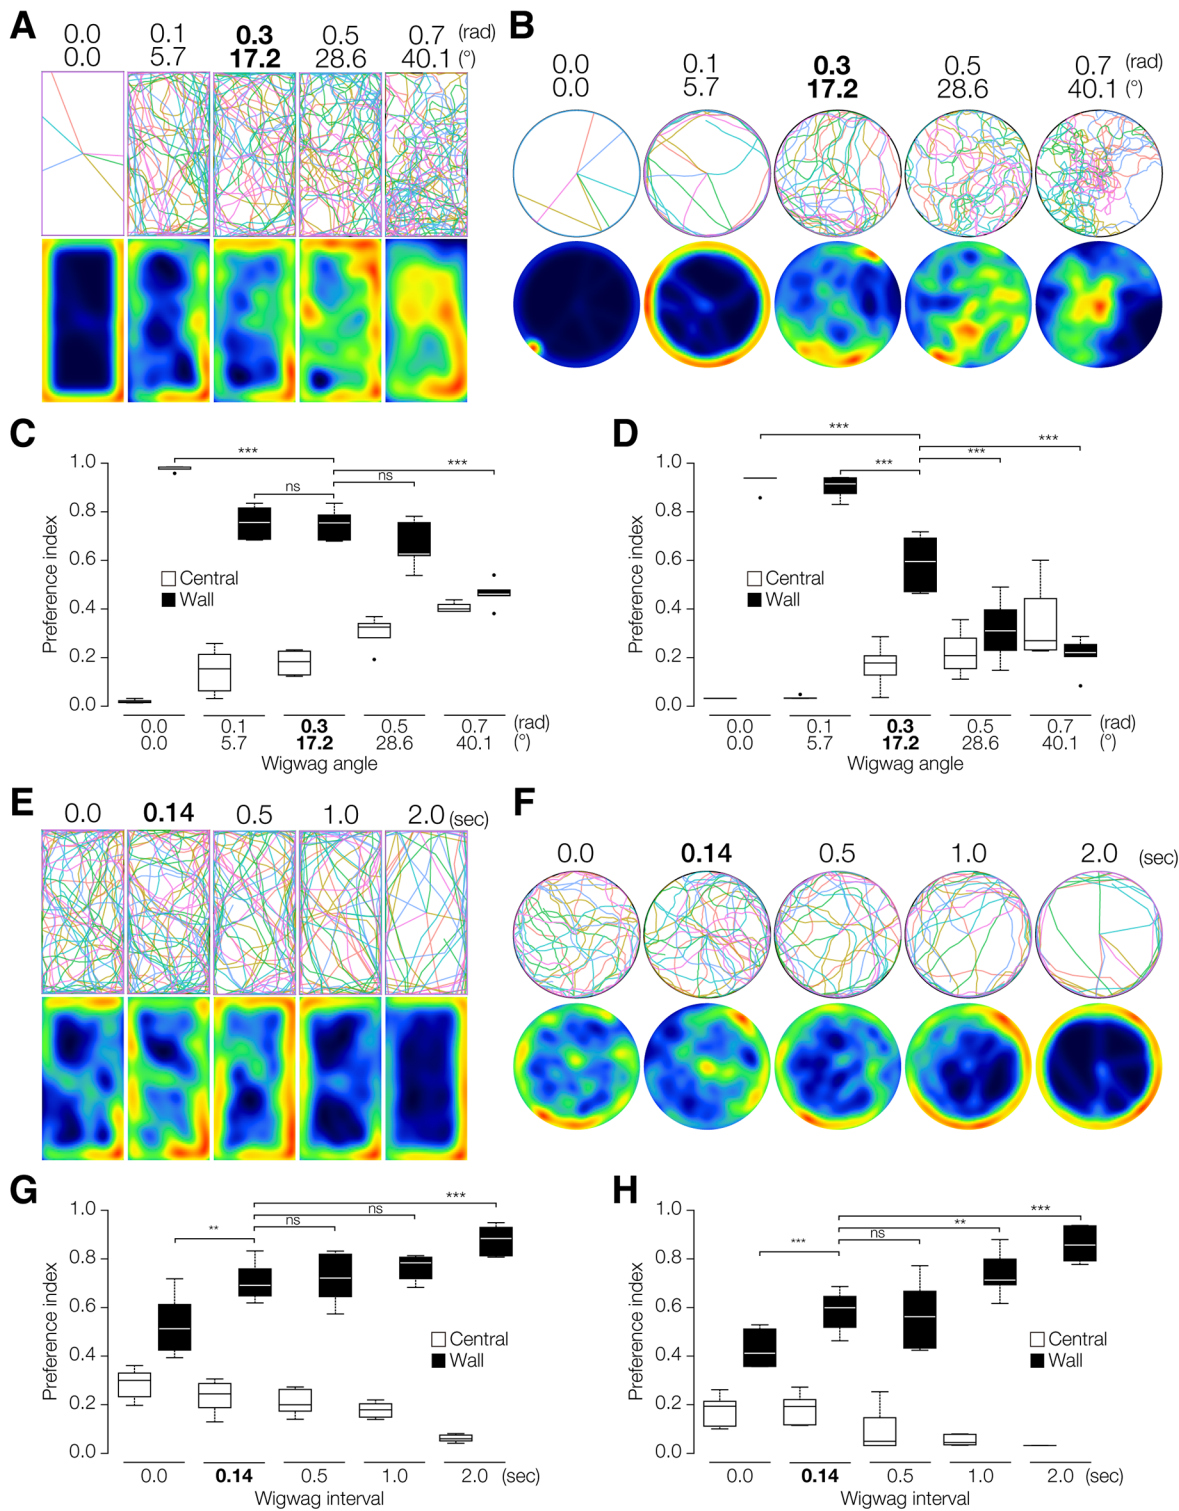 A
0.0 0.1 0.3 0.5 0.7 (rad)
0.0 5.7 17.2 28.6 40.1 (°)
B
0.0 0.1 0.3 0.5 0.7 (rad)
0.0 5.7 17.2 28.6 40.1 (°)
C
Preference index
1.0
0.8
0.6
0.4
0.2
0.0
***
***
ns
ns
Central
Wall
0.0 0.1 0.3 0.5 0.7 (rad)
0.0 5.7 17.2 28.6 40.1 (°)
Wigwag angle
D
Preference index
1.0
0.8
0.6
0.4
0.2
0.0
***
***
***
***
Central
Wall
0.0 0.1 0.3 0.5 0.7 (rad)
0.0 5.7 17.2 28.6 40.1 (°)
Wigwag angle
E
0.0 0.14 0.5 1.0 2.0 (sec)
F
0.0 0.14 0.5 1.0 2.0 (sec)
G
Preference index
1.0
0.8
0.6
0.4
0.2
0.0
***
ns
ns
**
Central
Wall
0.0 0.14 0.5 1.0 2.0 (sec)
Wigwag interval
H
Preference index
1.0
0.8
0.6
0.4
0.2
0.0
***
**
ns
***
Central
Wall
0.0 0.14 0.5 1.0 2.0 (sec)
Wigwag interval